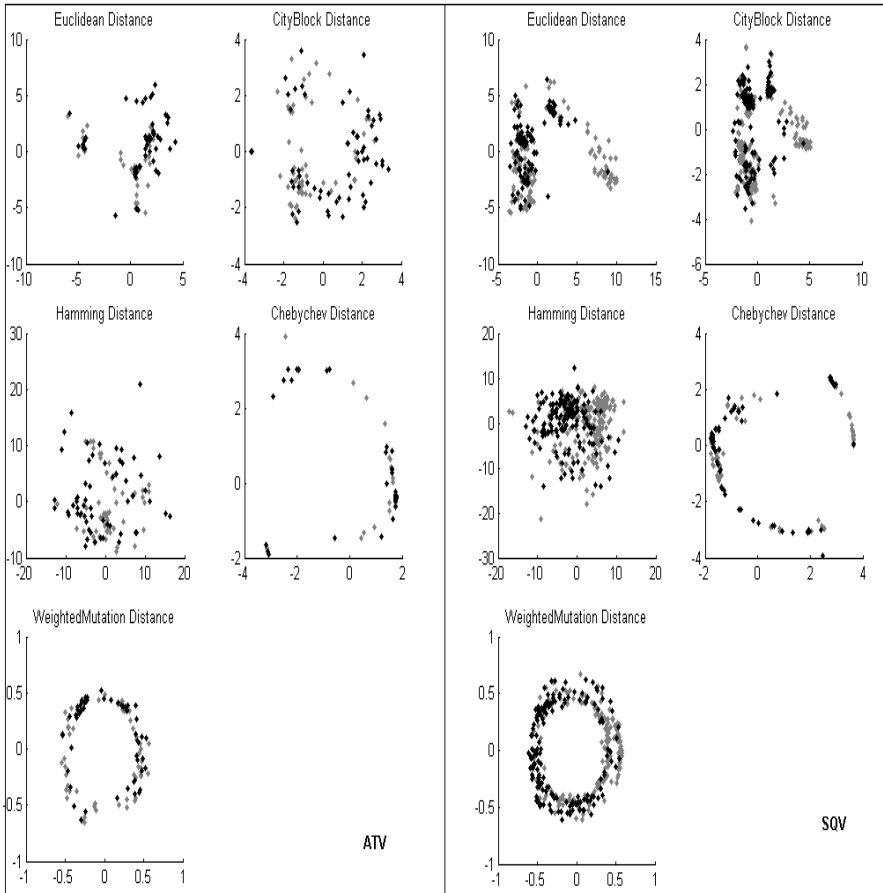 Euclidean Distance
10
5
0
-5
-10
-10 -5 0 5
CityBlock Distance
4
2
0
-2
-4
-4 -2 0 2 4
Hamming Distance
30
20
10
0
-10
-20 -10 0 10 20
Chebychev Distance
4
2
0
-2
-4 -2 0 2
WeightedMutation Distance
1
0.5
0
-0.5
-1
-1 -0.5 0 0.5 1
ATV
Euclidean Distance
10
5
0
-5
-10
-5 0 5 10 15
CityBlock Distance
4
2
0
-2
-4
-6
-5 0 5 10
Hamming Distance
20
10
0
-10
-20
-30
-20 -10 0 10 20
Chebychev Distance
4
2
0
-2
-4
-2 0 2 4
WeightedMutation Distance
1
0.5
0
-0.5
-1
-1 -0.5 0 0.5 1
SQV